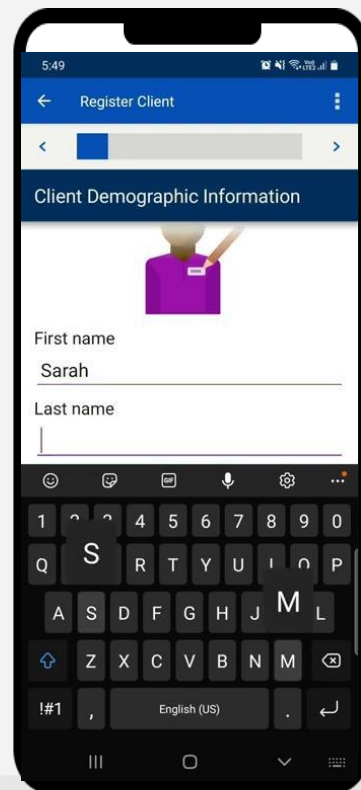 5:49
Register Client
Client Demographic Information
First name
Sarah
Last name
GIF
1 4 5 6 7 8 9 0
Q R T Y U P
S
A S D F G H J L
M
Z X C V B N M
!#1 , English (US) .